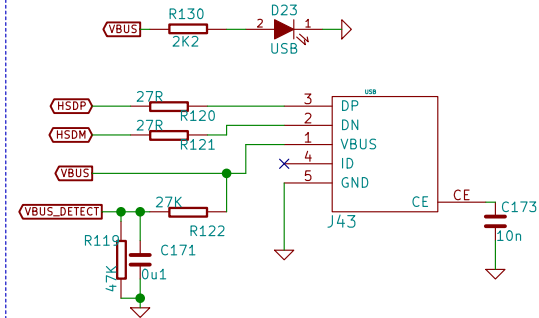 R130
D23
VBUS
2
1
2K2
USB
USB
27R
HSDP
3
DP
R120
27R
2
DN
HSDM
R121
1
VBUS
4
ID
VBUS
5
GND
27K
CE
CE
C173
VBUS_DETECT
R122
J43
R119
10n
C171
47K
0u1